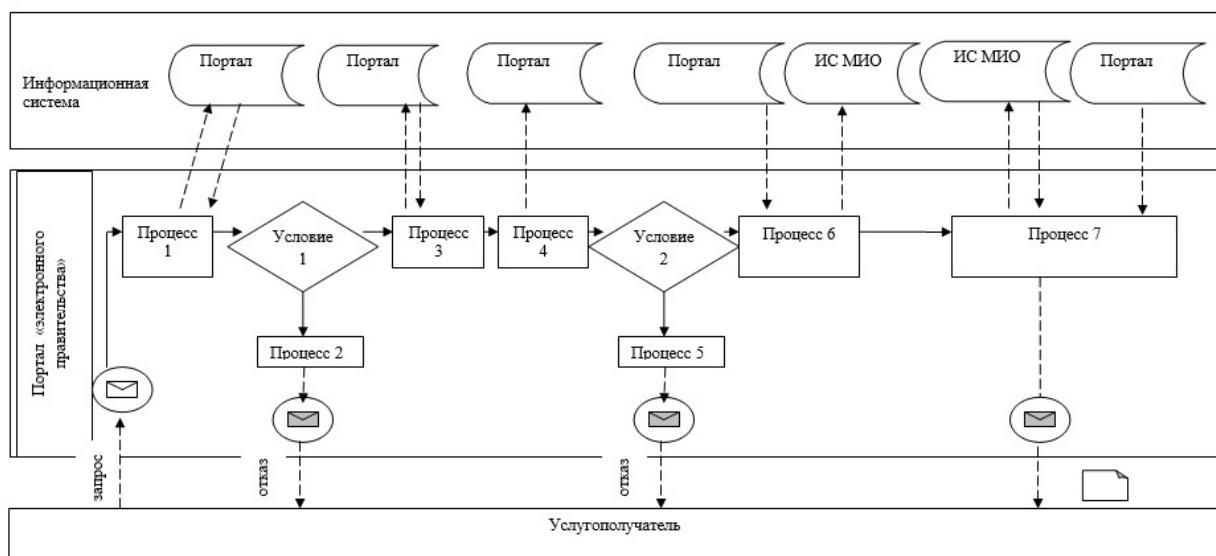 Портал
Портал
Портал
Портал
ИС МИО
ИС МИО
Портал
Информационная
система
Портал «электронного
правительства»
Процесс
1
Условие
1
Процесс
3
Процесс
4
Условие
2
Процесс 6
Процесс 7
Процесс 2
Процесс 5
запрос
отказ
отказ
Услугополучатель